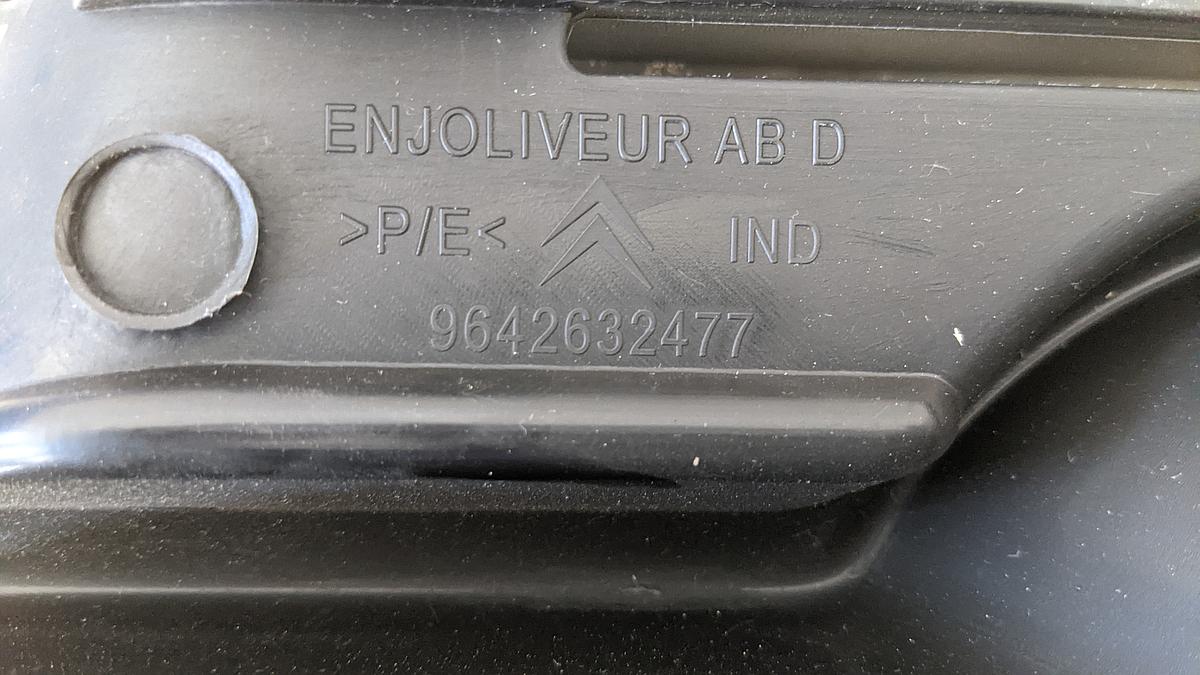 ENJOLIVEUR AB D
>P/E< IND
9642632477